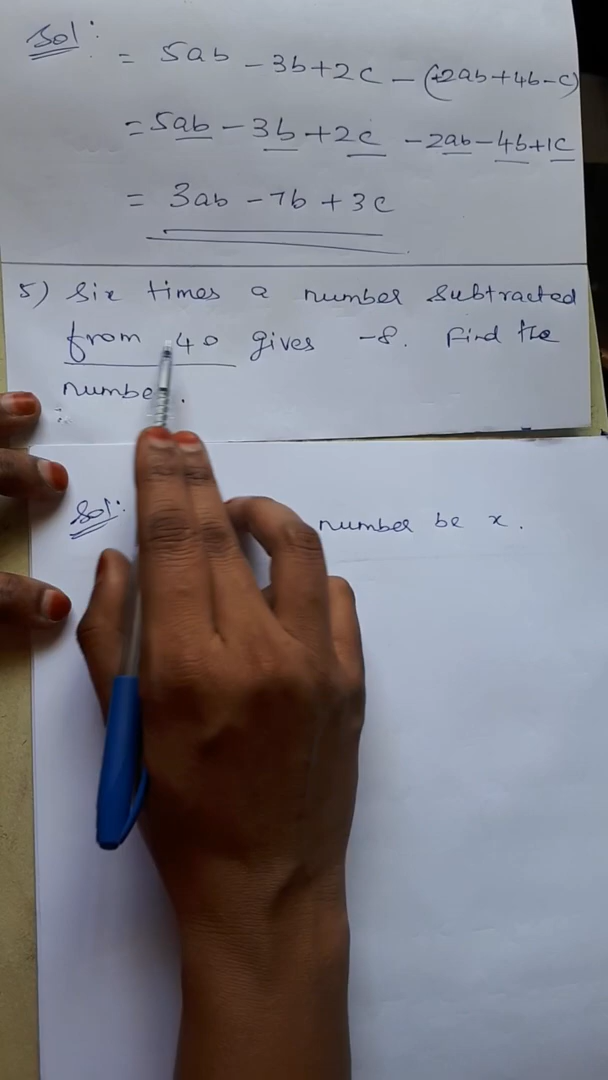 Sol:
= 5ab - 3b + 2c - (+2ab + 4b - c)
= 5ab - 3b + 2c - 2ab - 4b + 1c
= 3ab - 7b + 3c
5) Six times a number Subtracted
from 40 gives -8. Find the
number.
Sol: number be x.